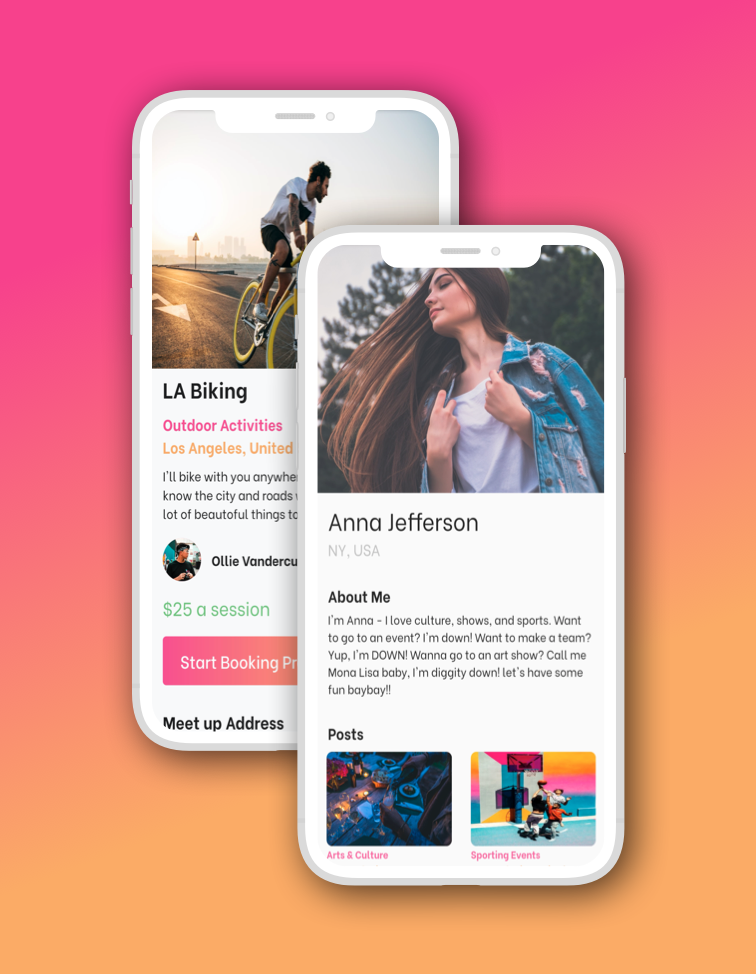 LA Biking
Outdoor Activities
Los Angeles, United
I'll bike with you
know the city and roads
lot of beautoful things
Ollie
$25 a session
Start Booking
Meet up Address
Anna Jefferson
NY, USA
About Me
I'm Anna - I love culture, shows, and sports. Want
to go to an event? I'm down! Want to make a team?
Yup, I'm DOWN! Wanna go to an art show? Call me
Mona Lisa baby, I'm diggity down! let's have some
fun baybay!!
Posts
Arts & Culture
Sporting Events